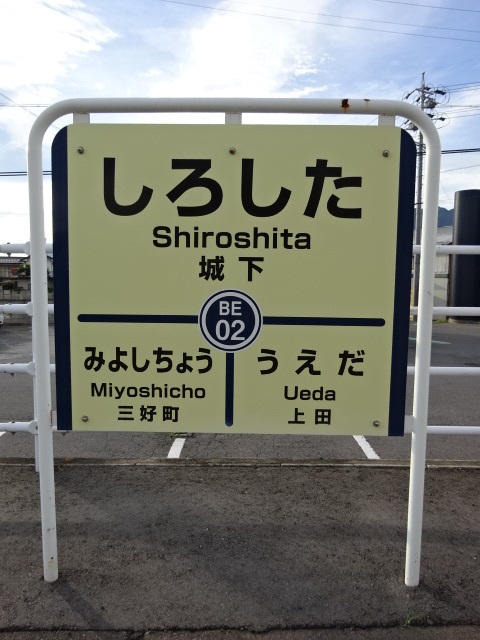 しろした
Shiroshita
城下
BE
02
みよしちょう
Miyoshicho
三好町
うえだ
Ueda
上田